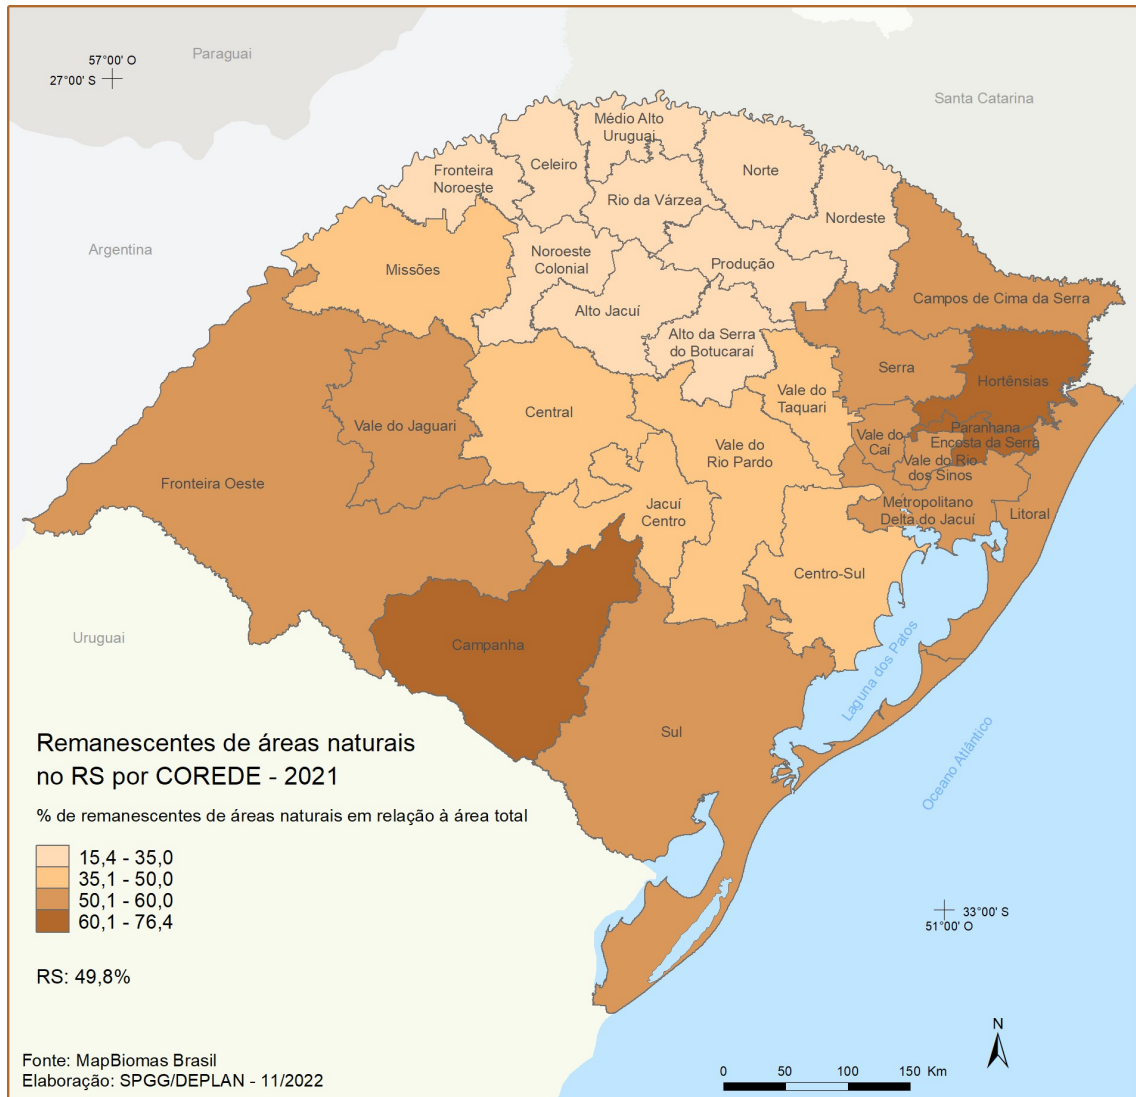 57°00' O
27°00' S
Paraguai
Santa Catarina
Argentina
Uruguai
Médio Alto
Uruguai
Celeiro
Fronteira
Noroeste
Norte
Rio da Várzea
Nordeste
Noroeste
Colonial
Produção
Missões
Campos de Cima da Serra
Alto Jacuí
Alto da Serra
do Botucaraí
Serra
Hortênsias
Vale do
Taquari
Central
Vale do Jaguari
Paranhana
Encosta da Serra
Vale do
Caí
Vale do
Rio Pardo
Vale do Rio
dos Sinos
Fronteira Oeste
Jacuí
Centro
Métropolitano
Delta do Jacuí
Litoral
Centro-Sul
Campanha
Sul
Laguna dos Patos
Oceano Atlântico
Remanescentes de áreas naturais
no RS por COREDE - 2021
% de remanescentes de áreas naturais em relação à área total
15,4 - 35,0
35,1 - 50,0
50,1 - 60,0
60,1 - 76,4
RS: 49,8%
33°00' S
51°00' O
N
0 50 100 150 Km
Fonte: MapBiomas Brasil
Elaboração: SPGG/DEPLAN - 11/2022